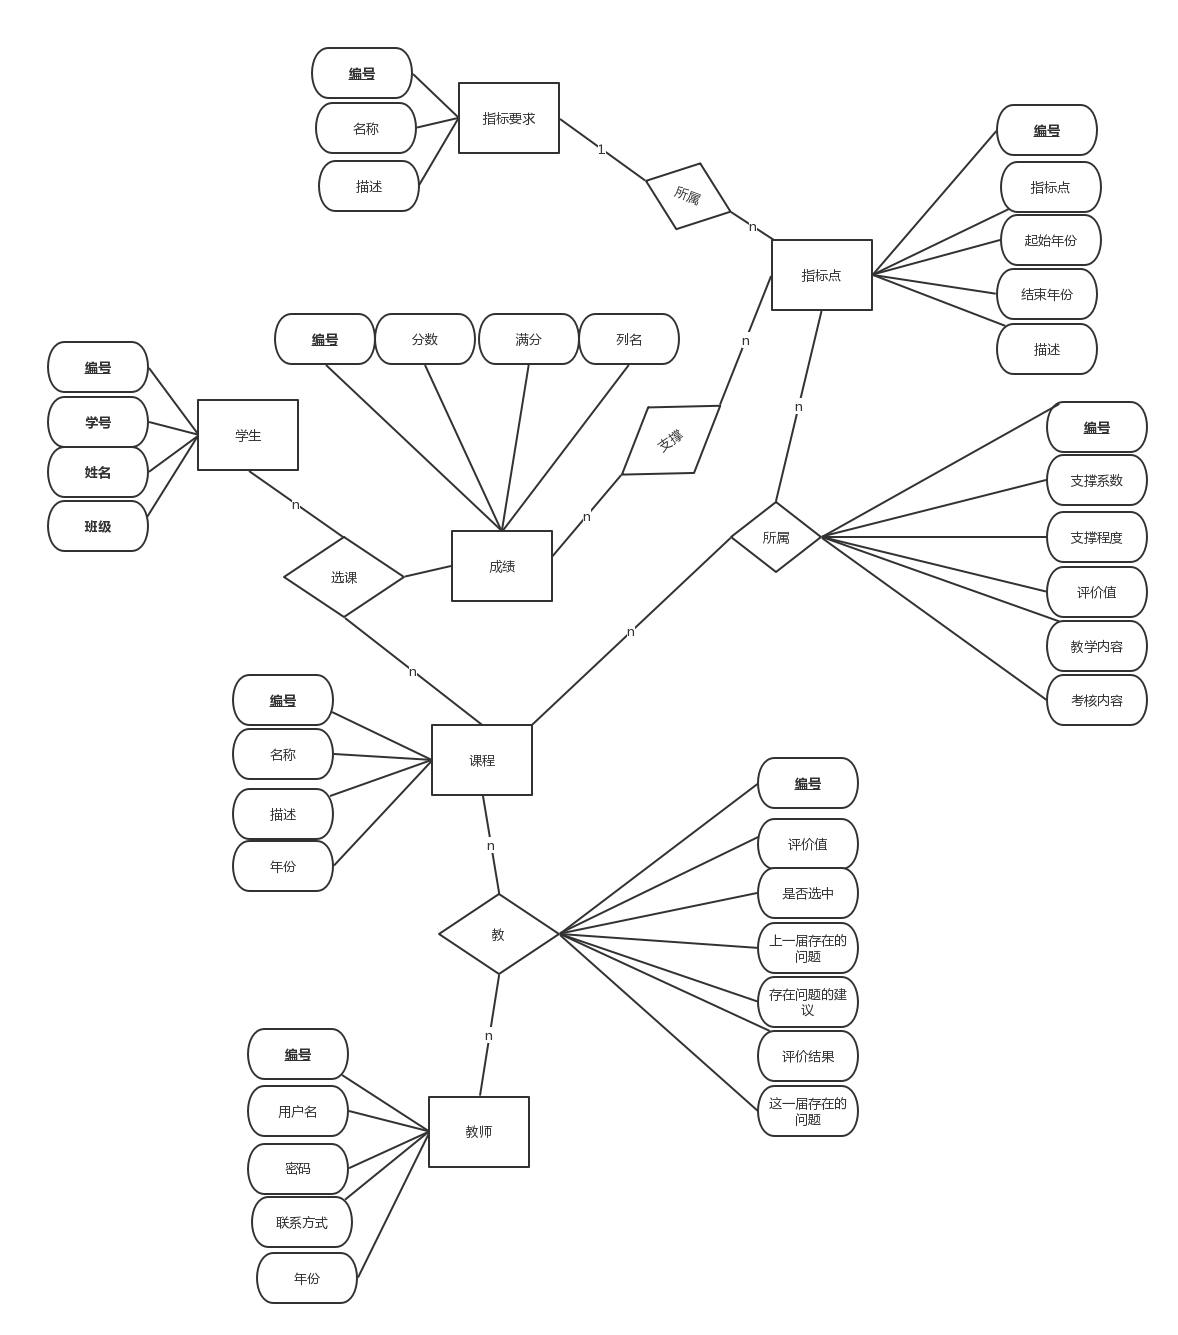 编号
名称
描述
指标要求
1
所属
n
指标点
编号
指标点
起始年份
结束年份
描述
编号
分数
满分
列名
n
支撑
n
编号
学号
姓名
班级
学生
n
选课
成绩
n
n
所属
编号
支撑系数
支撑程度
评价值
教学内容
考核内容
n
编号
名称
描述
年份
课程
n
教
编号
评价值
是否选中
上一届存在的
问题
存在问题的建
议
评价结果
这一届存在的
问题
n
编号
用户名
密码
联系方式
年份
教师